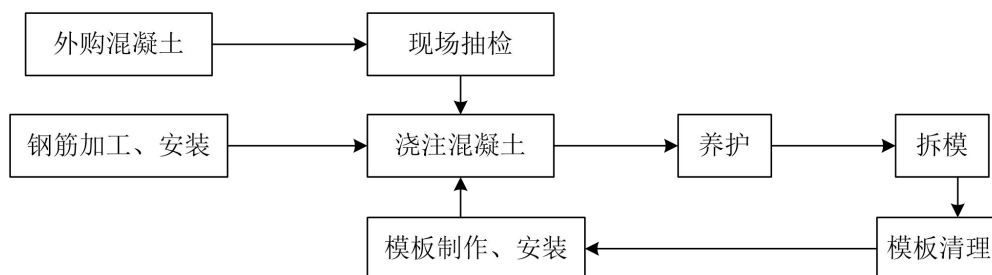 外购混凝土
现场抽检
钢筋加工、安装
浇注混凝土
养护
拆模
模板制作、安装
模板清理